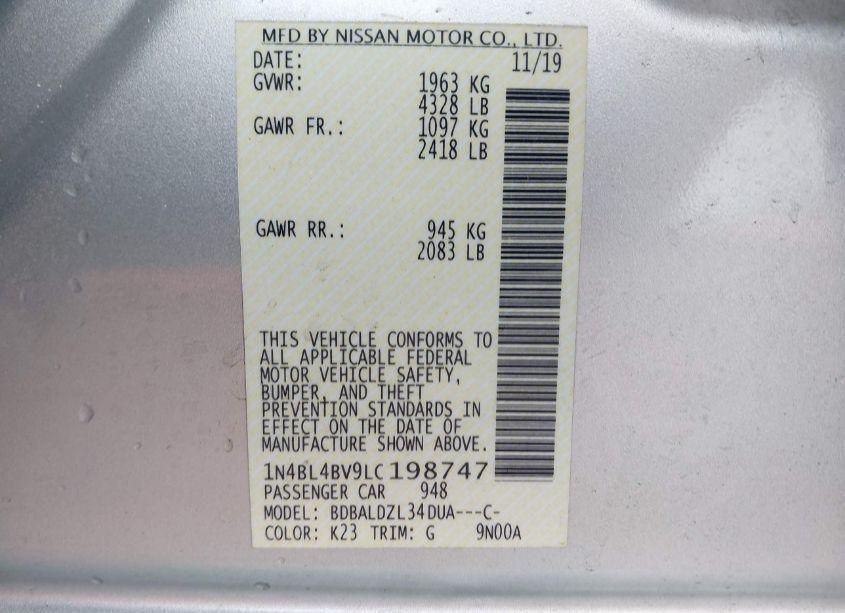 MFD BY NISSAN MOTOR CO., LTD.
DATE: 11/19
GVWR: 1963 KG
4328 LB
GAWR FR.: 1097 KG
2418 LB
GAWR RR.: 945 KG
2083 LB
THIS VEHICLE CONFORMS TO
ALL APPLICABLE FEDERAL
MOTOR VEHICLE SAFETY,
BUMPER, AND THEFT
PREVENTION STANDARDS IN
EFFECT ON THE DATE OF
MANUFACTURE SHOWN ABOVE.
1N4BL4BV9LC198747
PASSENGER CAR 948
MODEL: BDBALDZL34DUA---C-
COLOR: K23 TRIM: G 9N00A